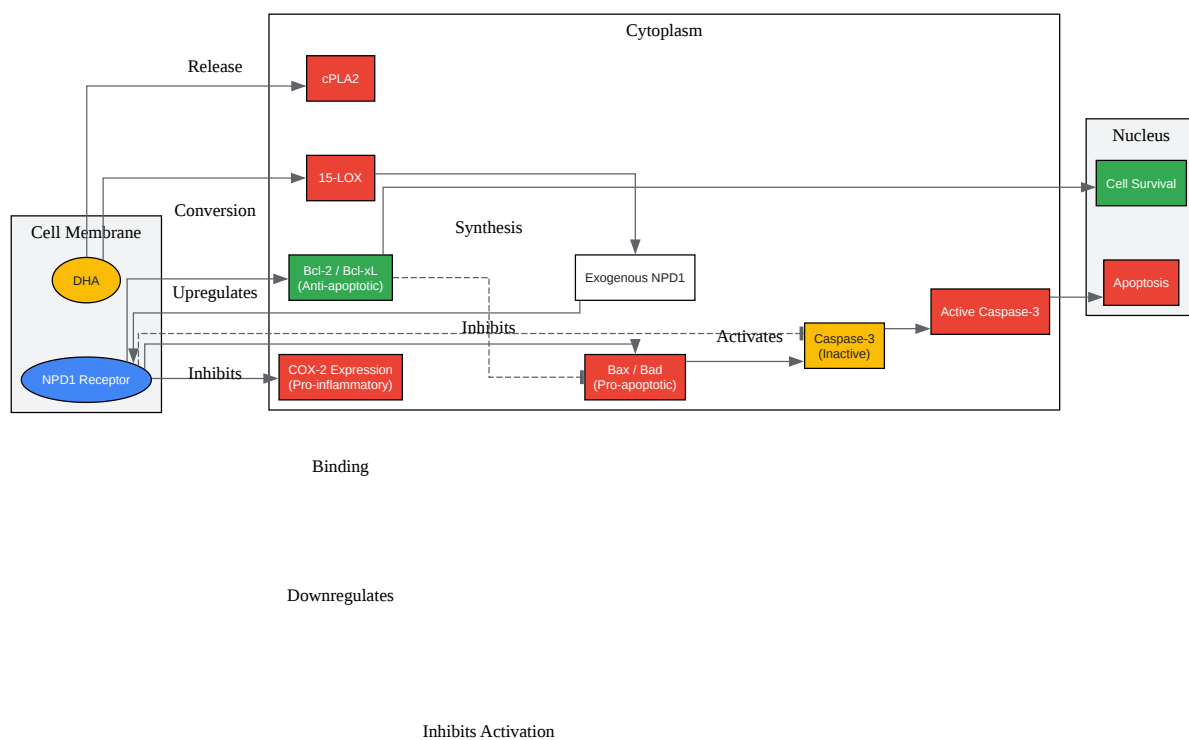 Cytoplasm
Release
cPLA2
Nucleus
15-LOX
Cell Survival
Conversion
Synthesis
Cell Membrane
DHA
Bcl-2 / Bcl-xL
(Anti-apoptotic)
Exogenous NPD1
Apoptosis
Upregulates
Active Caspase-3
Inhibits
Activates
Caspase-3
(Inactive)
NPD1 Receptor
Inhibits
COX-2 Expression
(Pro-inflammatory)
Bax / Bad
(Pro-apoptotic)
Binding
Downregulates
Inhibits Activation